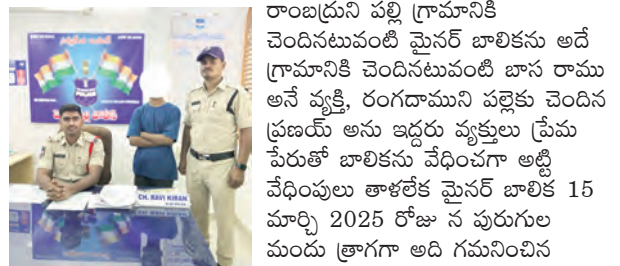 CH. RAVI KIRAN
రాంబద్రుని పల్లి గ్రామానికి
చెందినటువంటి మైనర్ బాలికను అదే
గ్రామానికి చెందినటువంటి బాస రాము
అనే వ్యక్తి, రంగదాముని పల్లెకు చెందిన
ప్రణయ్ అను ఇద్దరు వ్యక్తులు ప్రేమ
పేరుతో బాలికను వేధించగా అట్టి
వేధింపులు తాళలేక మైనర్ బాలిక 15
మార్చి 2025 రోజు న పురుగుల
మందు త్రాగగా అది గమనించిన